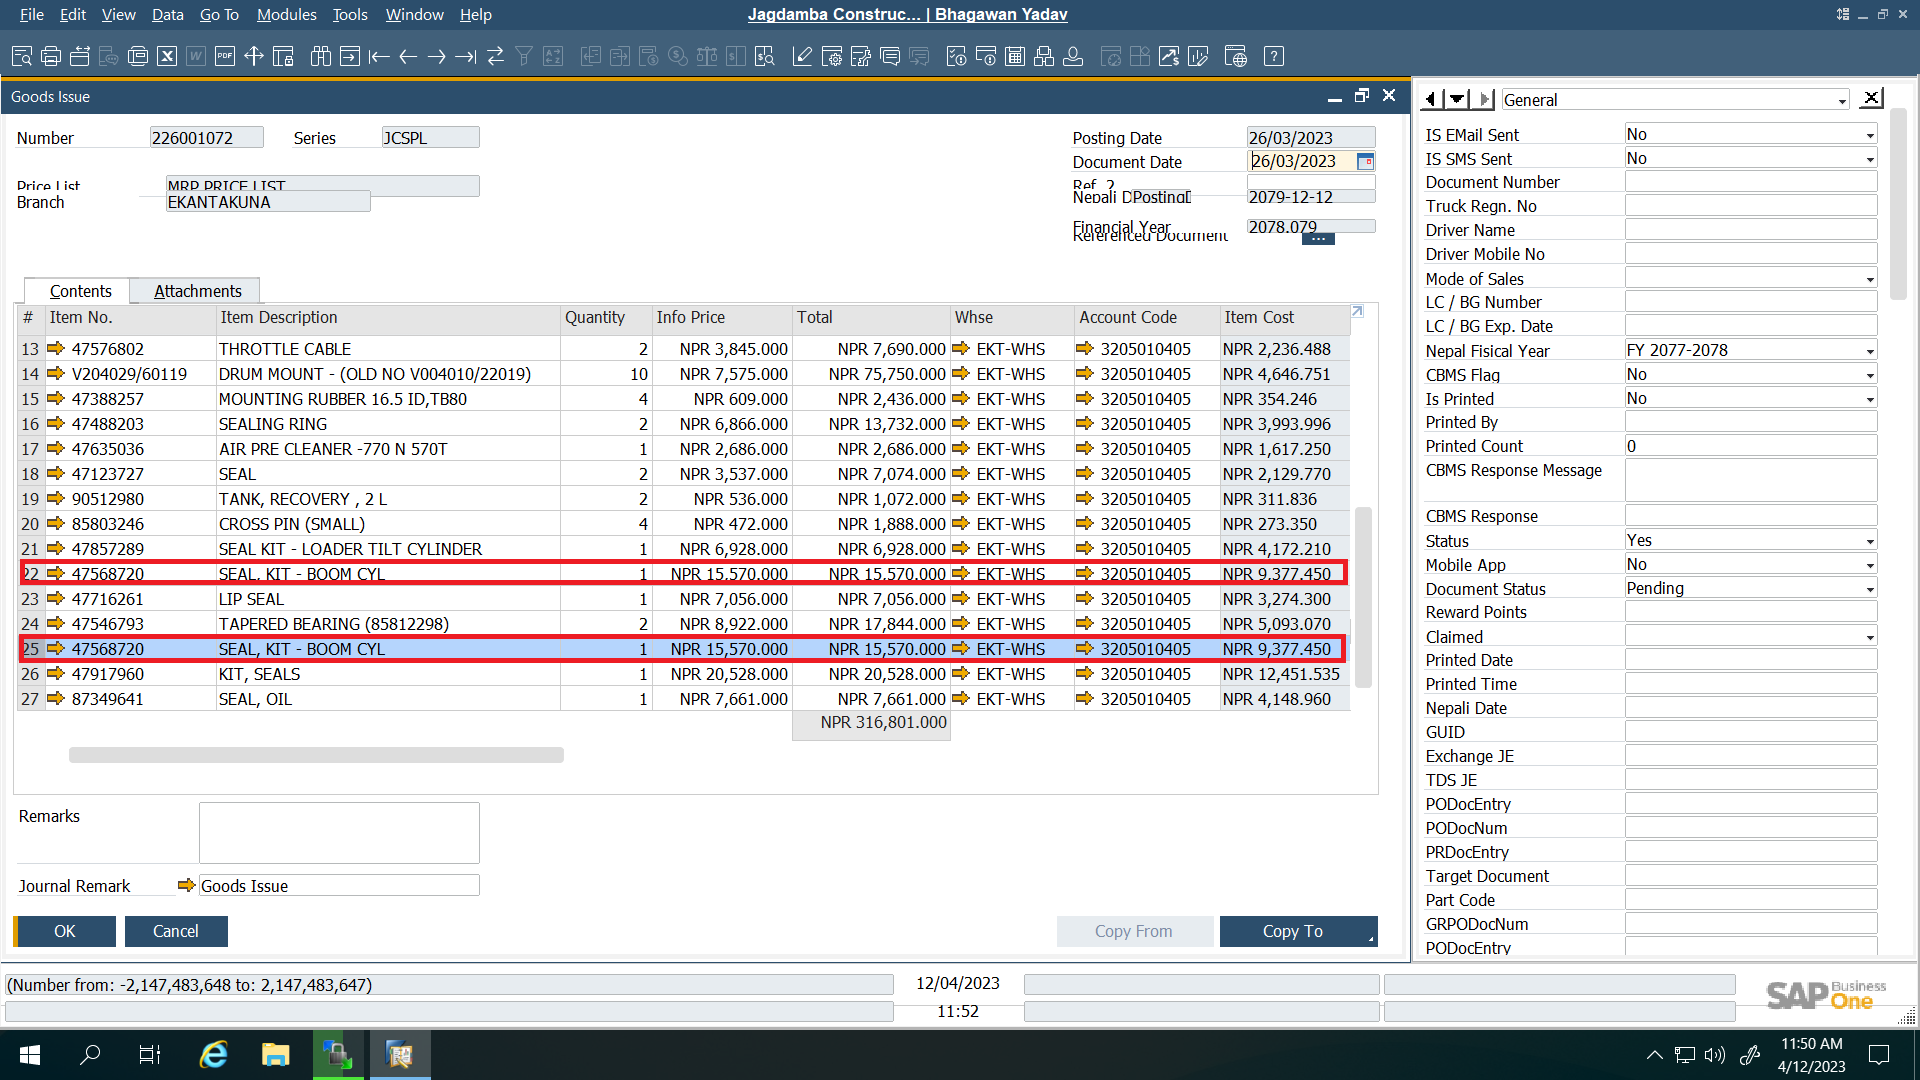 File Edit View Data Go To Modules Tools Window Help
Jagdamba Construc... | Bhagawan Yadav
Goods Issue
Number 226001072 Series JCSPL
Posting Date 26/03/2023
Document Date 26/03/2023
Price List MRP PRICE LIST
Ref. 2
Branch EKANTAKUNA
Nepali D PostingD 2079-12-12
Financial Year 2078.079
Referenced Document ...
Contents Attachments
# Item No. Item Description Quantity Info Price Total Whse Account Code Item Cost
13 47576802 THROTTLE CABLE 2 NPR 3,845.000 NPR 7,690.000 EKT-WHS 3205010405 NPR 2,236.488
14 V204029/60119 DRUM MOUNT - (OLD NO V004010/22019) 10 NPR 7,575.000 NPR 75,750.000 EKT-WHS 3205010405 NPR 4,646.751
15 47388257 MOUNTING RUBBER 16.5 ID,TB80 4 NPR 609.000 NPR 2,436.000 EKT-WHS 3205010405 NPR 354.246
16 47488203 SEALING RING 2 NPR 6,866.000 NPR 13,732.000 EKT-WHS 3205010405 NPR 3,993.996
17 47635036 AIR PRE CLEANER -770 N 570T 1 NPR 2,686.000 NPR 2,686.000 EKT-WHS 3205010405 NPR 1,617.250
18 47123727 SEAL 2 NPR 3,537.000 NPR 7,074.000 EKT-WHS 3205010405 NPR 2,129.770
19 90512980 TANK, RECOVERY , 2 L 2 NPR 536.000 NPR 1,072.000 EKT-WHS 3205010405 NPR 311.836
20 85803246 CROSS PIN (SMALL) 4 NPR 472.000 NPR 1,888.000 EKT-WHS 3205010405 NPR 273.350
21 47857289 SEAL KIT - LOADER TILT CYLINDER 1 NPR 6,928.000 NPR 6,928.000 EKT-WHS 3205010405 NPR 4,172.210
22 47568720 SEAL, KIT - BOOM CYL 1 NPR 15,570.000 NPR 15,570.000 EKT-WHS 3205010405 NPR 9,377.450
23 47716261 LIP SEAL 1 NPR 7,056.000 NPR 7,056.000 EKT-WHS 3205010405 NPR 3,274.300
24 47546793 TAPERED BEARING (85812298) 2 NPR 8,922.000 NPR 17,844.000 EKT-WHS 3205010405 NPR 5,093.070
25 47568720 SEAL, KIT - BOOM CYL 1 NPR 15,570.000 NPR 15,570.000 EKT-WHS 3205010405 NPR 9,377.450
26 47917960 KIT, SEALS 1 NPR 20,528.000 NPR 20,528.000 EKT-WHS 3205010405 NPR 12,451.535
27 87349641 SEAL, OIL 1 NPR 7,661.000 NPR 7,661.000 EKT-WHS 3205010405 NPR 4,148.960
NPR 316,801.000
Remarks
Journal Remark Goods Issue
OK Cancel Copy From Copy To
General
IS EMail Sent No
IS SMS Sent No
Document Number
Truck Regn. No
Driver Name
Driver Mobile No
Mode of Sales
LC / BG Number
LC / BG Exp. Date
Nepal Fisical Year FY 2077-2078
CBMS Flag No
Is Printed No
Printed By
Printed Count 0
CBMS Response Message
CBMS Response
Status Yes
Mobile App No
Document Status Pending
Reward Points
Claimed
Printed Date
Printed Time
Nepali Date
GUID
Exchange JE
TDS JE
PODocEntry
PODocNum
PRDocEntry
Target Document
Part Code
GRPODocNum
PODocEntry
(Number from: -2,147,483,648 to: 2,147,483,647) 12/04/2023
11:52
SAP Business One
11:50 AM
4/12/2023